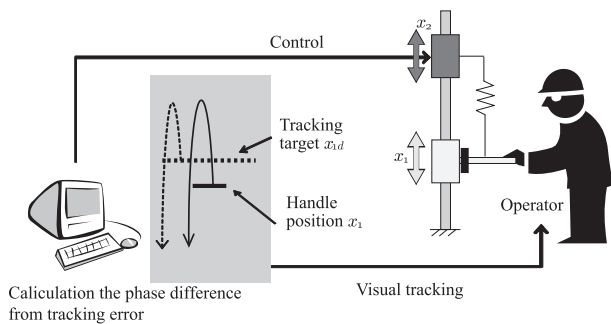 Control
x₂
Tracking
target x₁d
x₁
Handle
position x₁
Operator
Visual tracking
Caliculation the phase difference
from tracking error